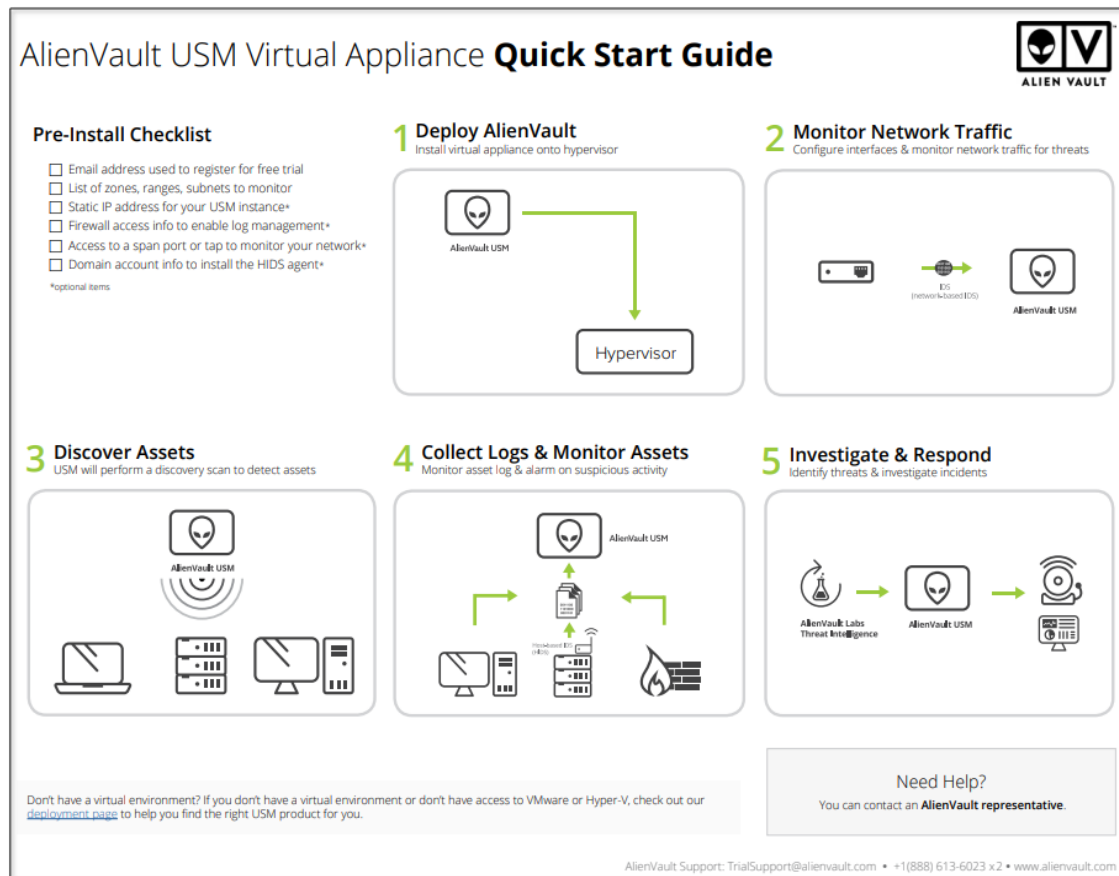 AlienVault USM Virtual Appliance Quick Start Guide
ALIEN VAULT
Pre-Install Checklist
Email address used to register for free trial
List of zones, ranges, subnets to monitor
Static IP address for your USM instance*
Firewall access info to enable log management*
Access to a span port or tap to monitor your network*
Domain account info to install the HIDS agent*
*optional items
1 Deploy AlienVault
Install virtual appliance onto hypervisor
AlienVault USM
Hypervisor
2 Monitor Network Traffic
Configure interfaces & monitor network traffic for threats
IDS
(network-based IDS)
AlienVault USM
3 Discover Assets
USM will perform a discovery scan to detect assets
AlienVault USM
4 Collect Logs & Monitor Assets
Monitor asset log & alarm on suspicious activity
AlienVault USM
Host-based IDS
(HIDS)
5 Investigate & Respond
Identify threats & investigate incidents
AlienVault Labs
Threat Intelligence
AlienVault USM
Don't have a virtual environment? If you don't have a virtual environment or don't have access to VMware or Hyper-V, check out our
deployment page to help you find the right USM product for you.
Need Help?
You can contact an AlienVault representative.
AlienVault Support: TrialSupport@alienvault.com • +1(888) 613-6023 x2 • www.alienvault.com